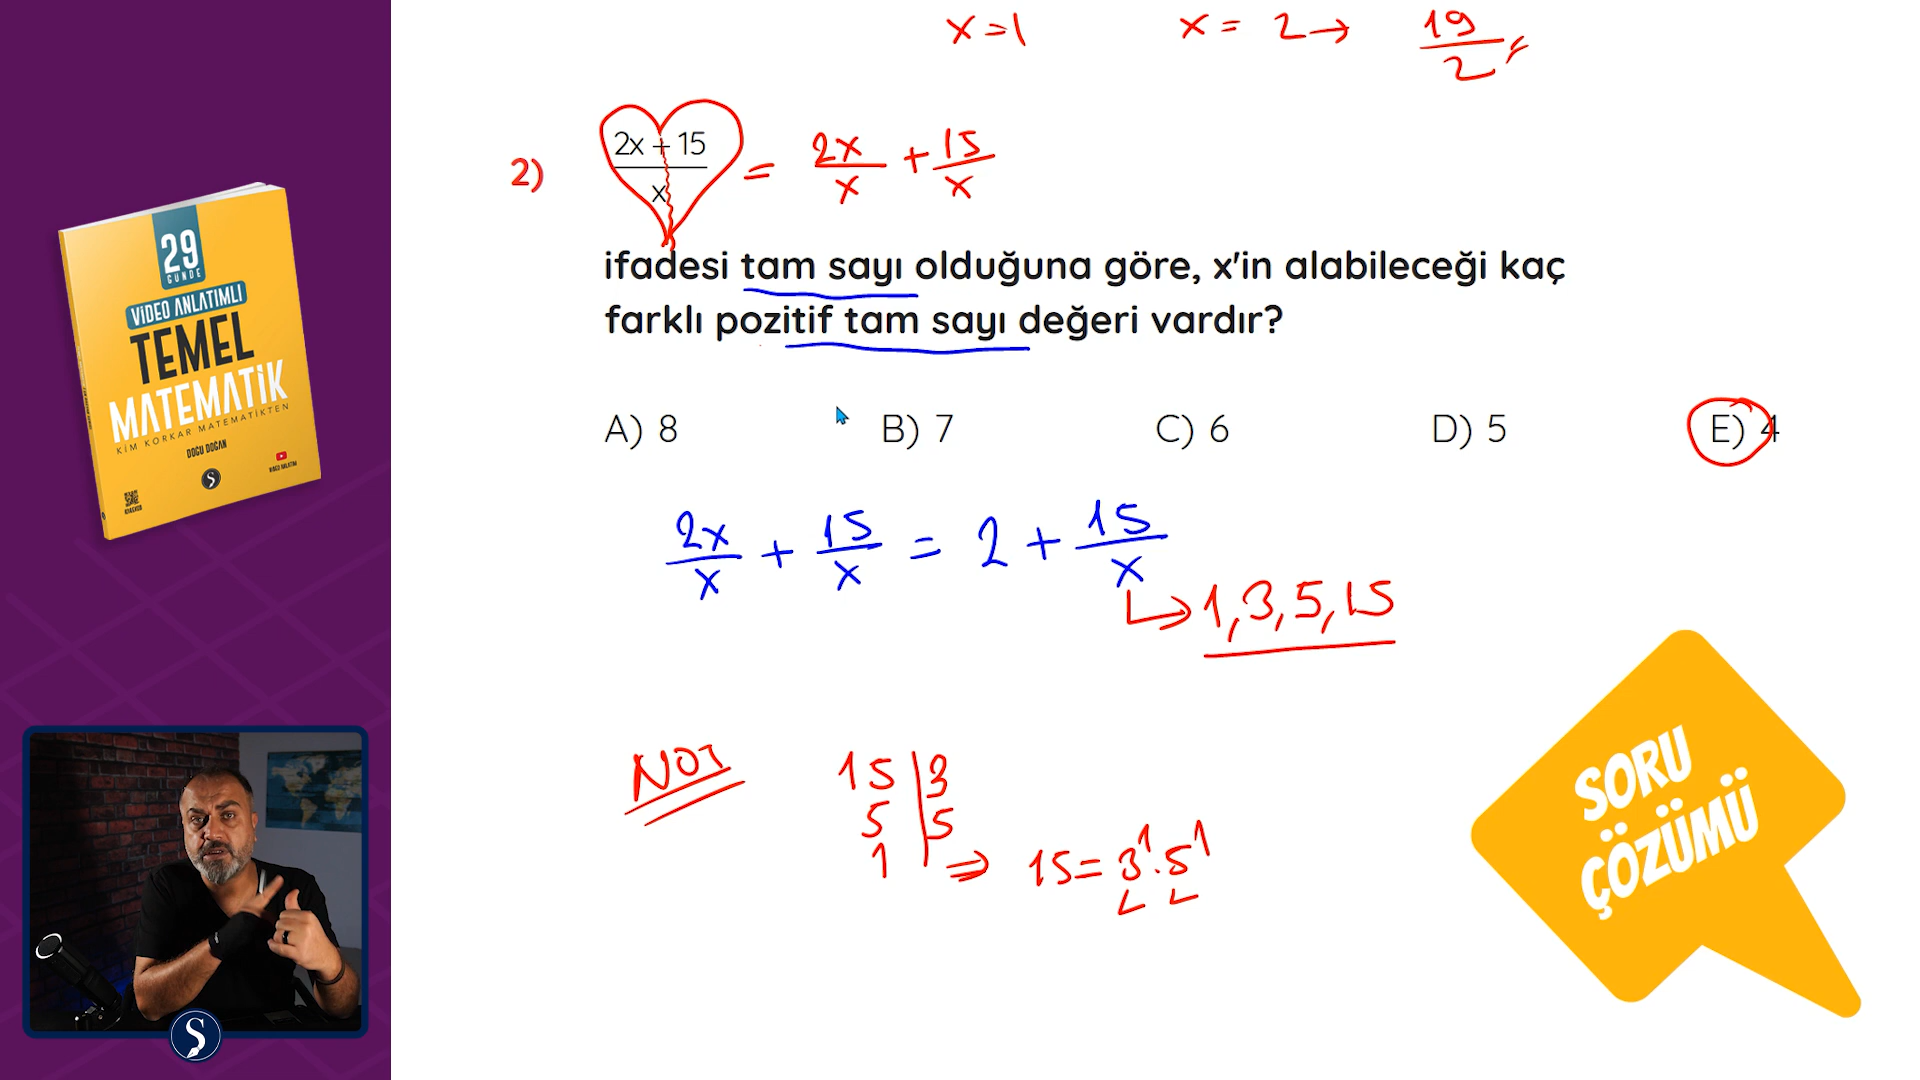 x=1 x= 2→ 19/2
2) (2x + 15)/x = 2x/x + 15/x
ifadesi tam sayı olduğuna göre, x'in alabileceği kaç
farklı pozitif tam sayı değeri vardır?
A) 8 B) 7 C) 6 D) 5 E) 4
2x/x + 15/x = 2 + 15/x
↳ 1, 3, 5, 15
NOT
15 | 3
5 | 5
1 ⇒ 15 = 3¹.5¹
29
GÜNDE
VİDEO ANLATIMLI
TEMEL
MATEMATİK
KİM KORKAR MATEMATİKTEN
DOĞU DOĞAN
S
SORU
ÇÖZÜMÜ